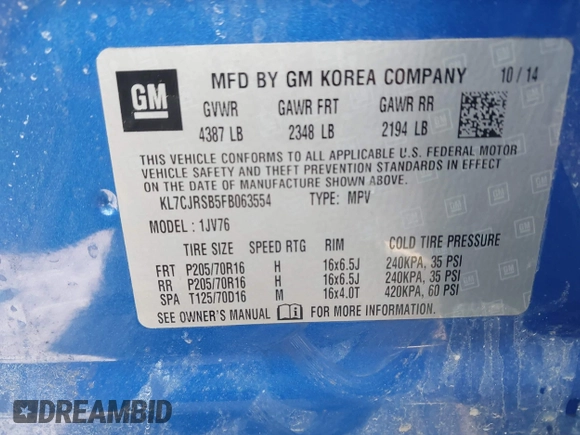 GM
MFD BY GM KOREA COMPANY 10/14
GVWR GAWR FRT GAWR RR
4387 LB 2348 LB 2194 LB
THIS VEHICLE CONFORMS TO ALL APPLICABLE U.S. FEDERAL MOTOR
VEHICLE SAFETY AND THEFT PREVENTION STANDARDS IN EFFECT ON
THE DATE OF MANUFACTURE SHOWN ABOVE.
KL7CJRSB5FB063554 TYPE: MPV
MODEL: 1JV76
TIRE SIZE SPEED RTG RIM COLD TIRE PRESSURE
FRT P205/70R16 H 16x6.5J 240KPA, 35 PSI
RR P205/70R16 H 16x6.5J 240KPA, 35 PSI
SPA T125/70D16 M 16x4.0T 420KPA, 60 PSI
SEE OWNER'S MANUAL FOR MORE INFORMATION
DREAMBID